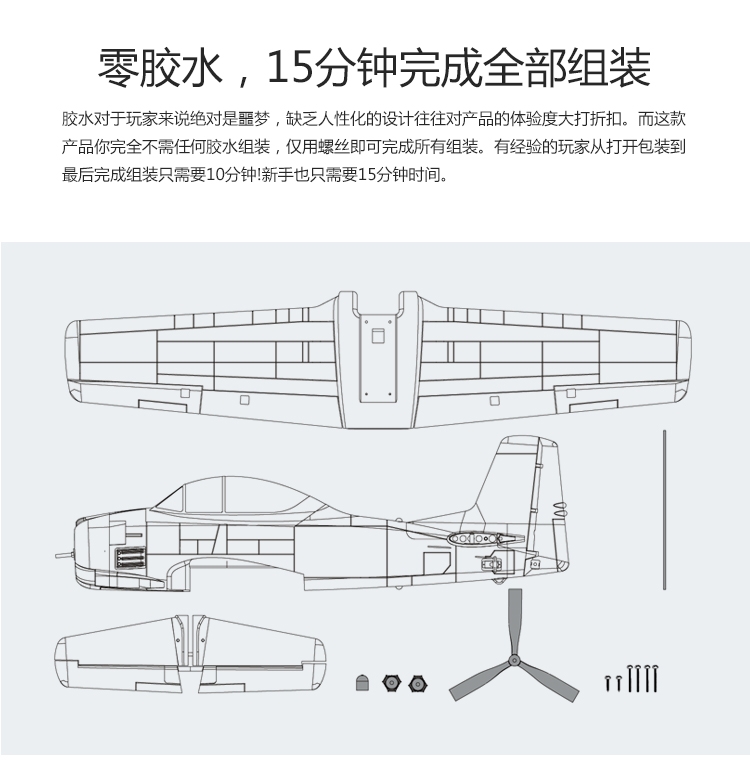 零胶水，15分钟完成全部组装
胶水对于玩家来说绝对是噩梦，缺乏人性化的设计往往对产品的体验度大打折扣。而这款
产品你完全不需任何胶水组装，仅用螺丝即可完成所有组装。有经验的玩家从打开包装到
最后完成组装只需要10分钟!新手也只需要15分钟时间。